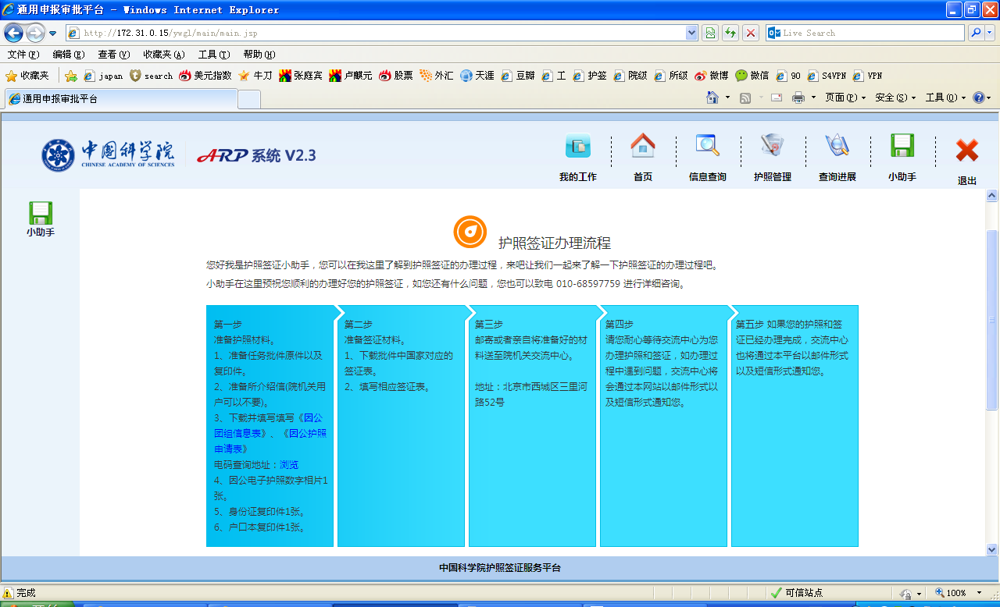 通用申报审批平台 - Windows Internet Explorer
http://172.31.0.15/ywgl/main/main.jsp
Live Search
文件(F) 编辑(E) 查看(V) 收藏夹(A) 工具(T) 帮助(H)
收藏夹 japan search 美元指数 牛刀 张庭宾 卢麒元 股票 外汇 天涯 豆瓣 工 护签 院级 所级 微博 微信 90 S4VPN VPN
通用申报审批平台
页面(P) 安全(S) 工具(O)
中国科学院
CHINESE ACADEMY OF SCIENCES
ARP 系统 V2.3
我的工作 首页 信息查询 护照管理 查询进展 小助手 退出
小助手
护照签证办理流程
您好我是护照签证小助手，您可以在我这里了解到护照签证的办理过程，来吧让我们一起来了解一下护照签证的办理过程吧。
小助手在这里预祝您顺利的办理好您的护照签证，如您还有什么问题，您也可以致电 010-68597759 进行详细咨询。
第一步
准备护照材料。
1、准备任务批件原件以及
复印件。
2、准备所介绍信(院机关用
户可以不要)。
3、下载并填写填写《因公
团组信息表》、《因公护照
申请表》
电码查询地址：浏览
4、因公电子护照数字相片1
张。
5、身份证复印件1张。
6、户口本复印件1张。
第二步
准备签证材料。
1、下载批件中国家对应的
签证表。
2、填写相应签证表。
第三步
邮寄或者亲自将准备好的材
料送至院机关交流中心。
地址：北京市西城区三里河
路52号
第四步
请您耐心等待交流中心为您
办理护照和签证，如办理过
程中遇到问题，交流中心将
会通过本网站以邮件形式以
及短信形式通知您。
第五步 如果您的护照和签
证已经办理完成，交流中心
也将通过本平台以邮件形式
以及短信形式通知您。
中国科学院护照签证服务平台
完成
可信站点
100%